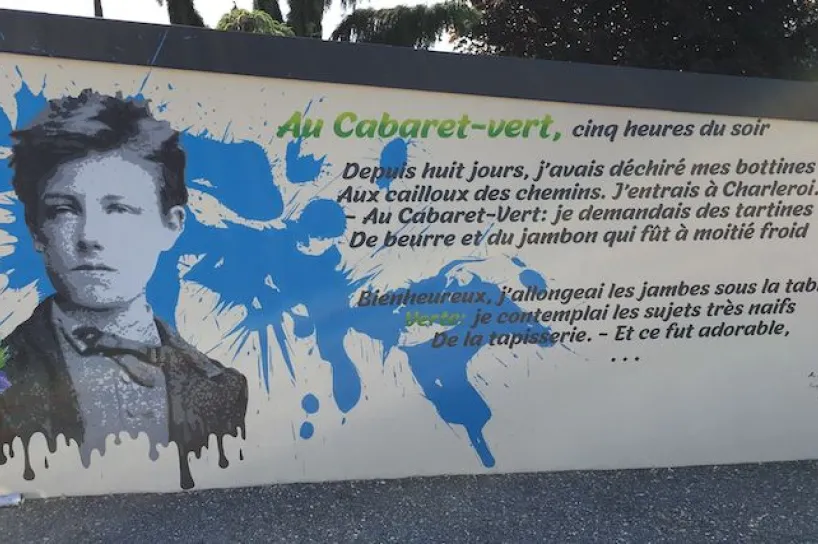 Au Cabaret-vert, cinq heures du soir
Depuis huit jours, j'avais déchiré mes bottines
Aux cailloux des chemins. J'entrais à Charleroi.
- Au Cabaret-Vert: je demandais des tartines
De beurre et du jambon qui fût à moitié froid
Bienheureux, j'allongeai les jambes sous la tabl
Verte: je contemplai les sujets très naifs
De la tapisserie. - Et ce fut adorable,
...